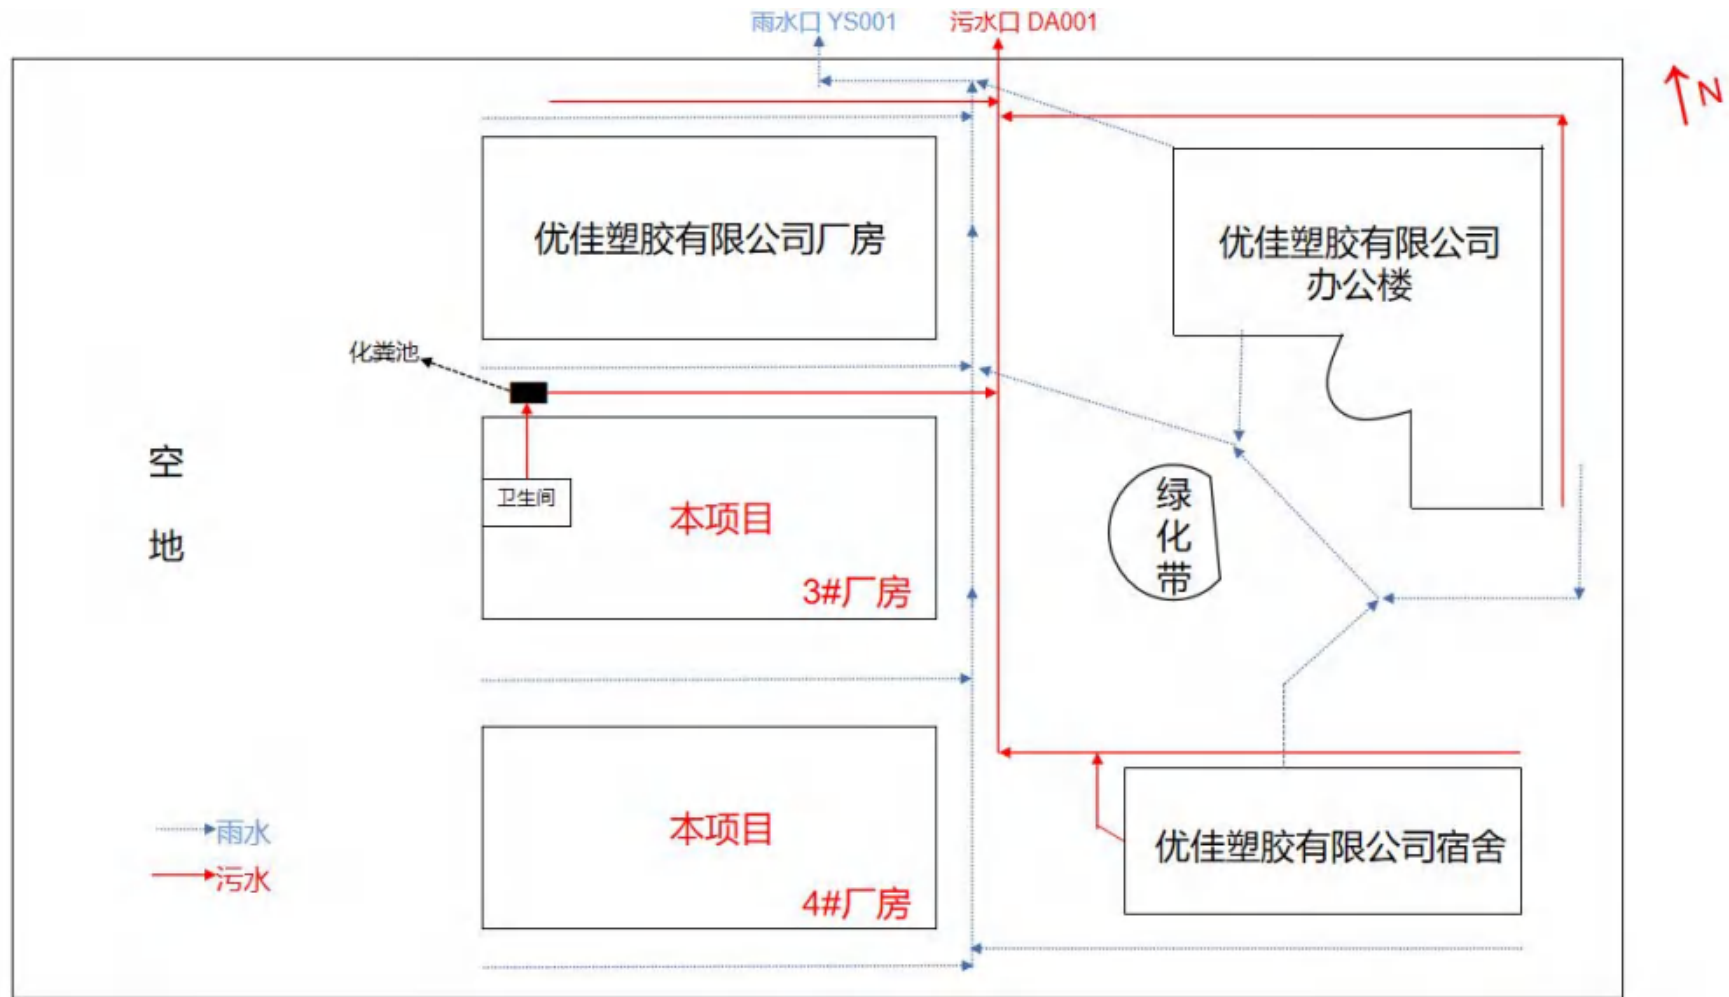 雨水口 YS001
污水口 DA001
N
优佳塑胶有限公司厂房
优佳塑胶有限公司
办公楼
化粪池
空
地
卫生间
本项目
3#厂房
绿
化
带
本项目
4#厂房
优佳塑胶有限公司宿舍
雨水
污水